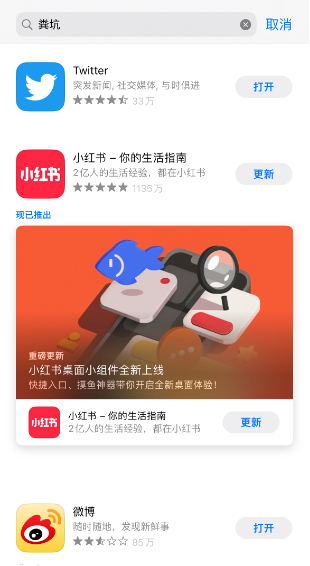 粪坑
取消
Twitter
突发新闻, 社交媒体, 与时俱进
33万
打开
小红书
小红书 – 你的生活指南
2亿人的生活经验，都在小红书
1135万
更新
现已推出
重磅更新
小红书桌面小组件全新上线
快捷入口、摸鱼神器带你开启全新桌面体验!
小红书
小红书 – 你的生活指南
2亿人的生活经验，都在小红书
更新
微博
随时随地，发现新鲜事
85万
打开